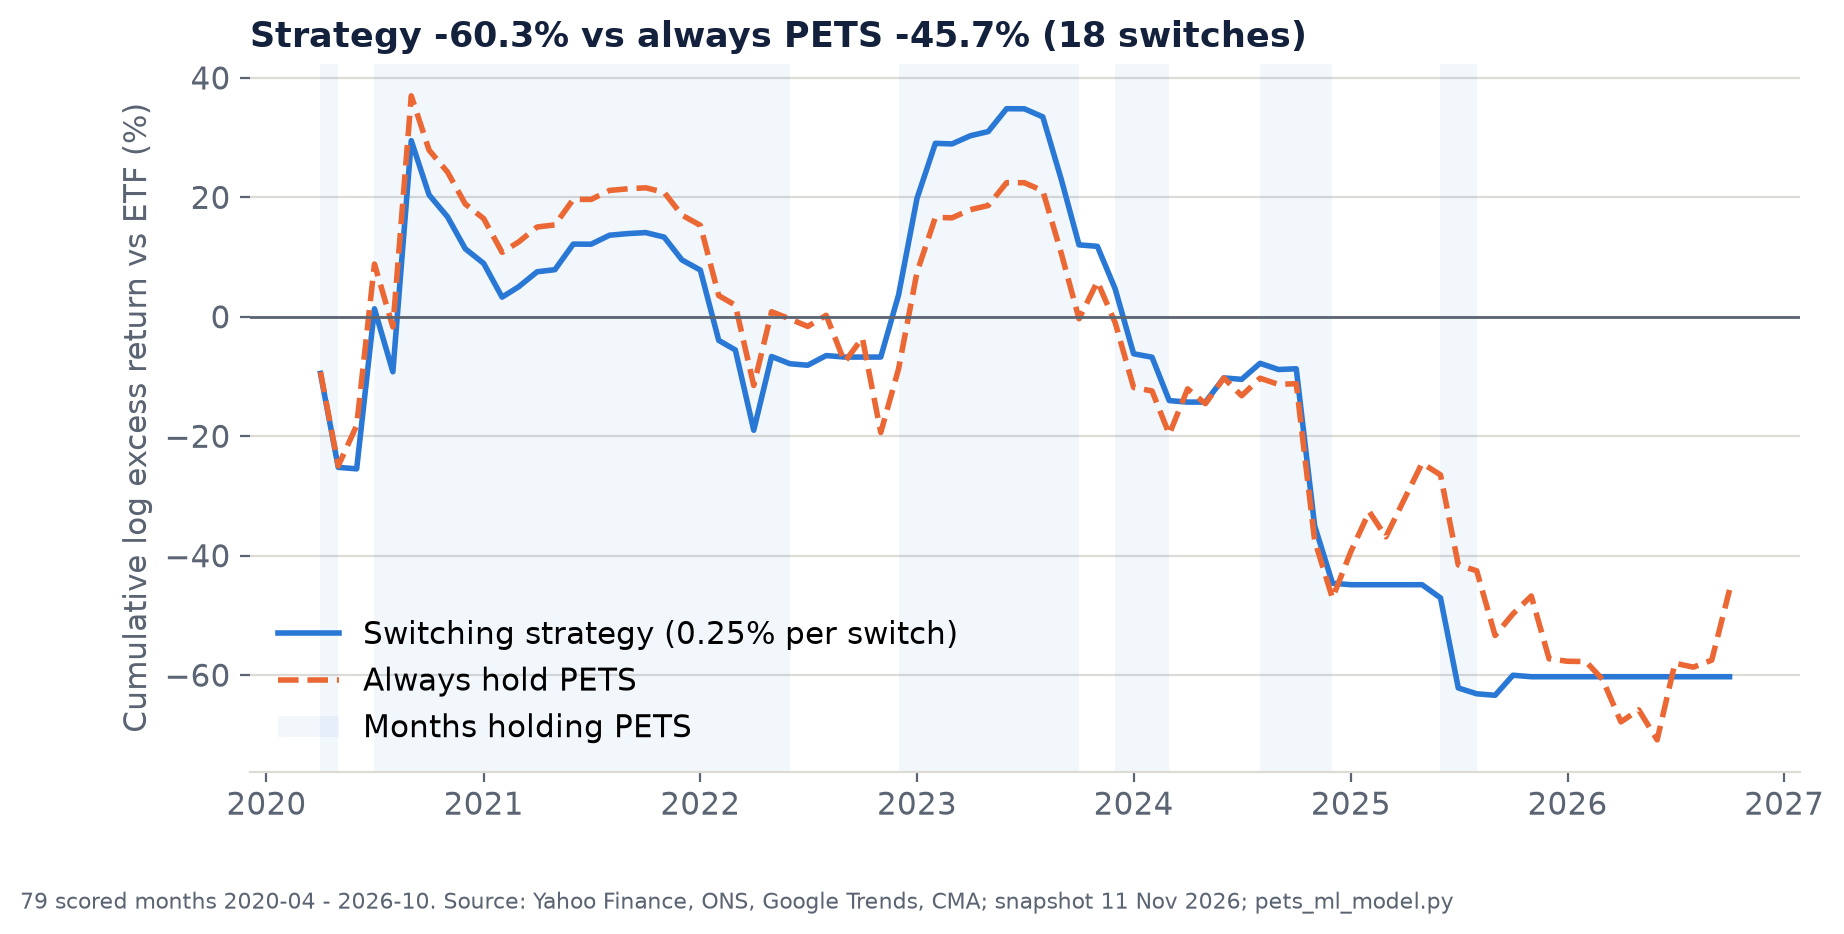 Strategy -60.3% vs always PETS -45.7% (18 switches)
Cumulative log excess return vs ETF (%)
40
20
0
−20
−40
−60
Switching strategy (0.25% per switch)
Always hold PETS
Months holding PETS
2020 2021 2022 2023 2024 2025 2026 2027
79 scored months 2020-04 - 2026-10. Source: Yahoo Finance, ONS, Google Trends, CMA; snapshot 11 Nov 2026; pets_ml_model.py